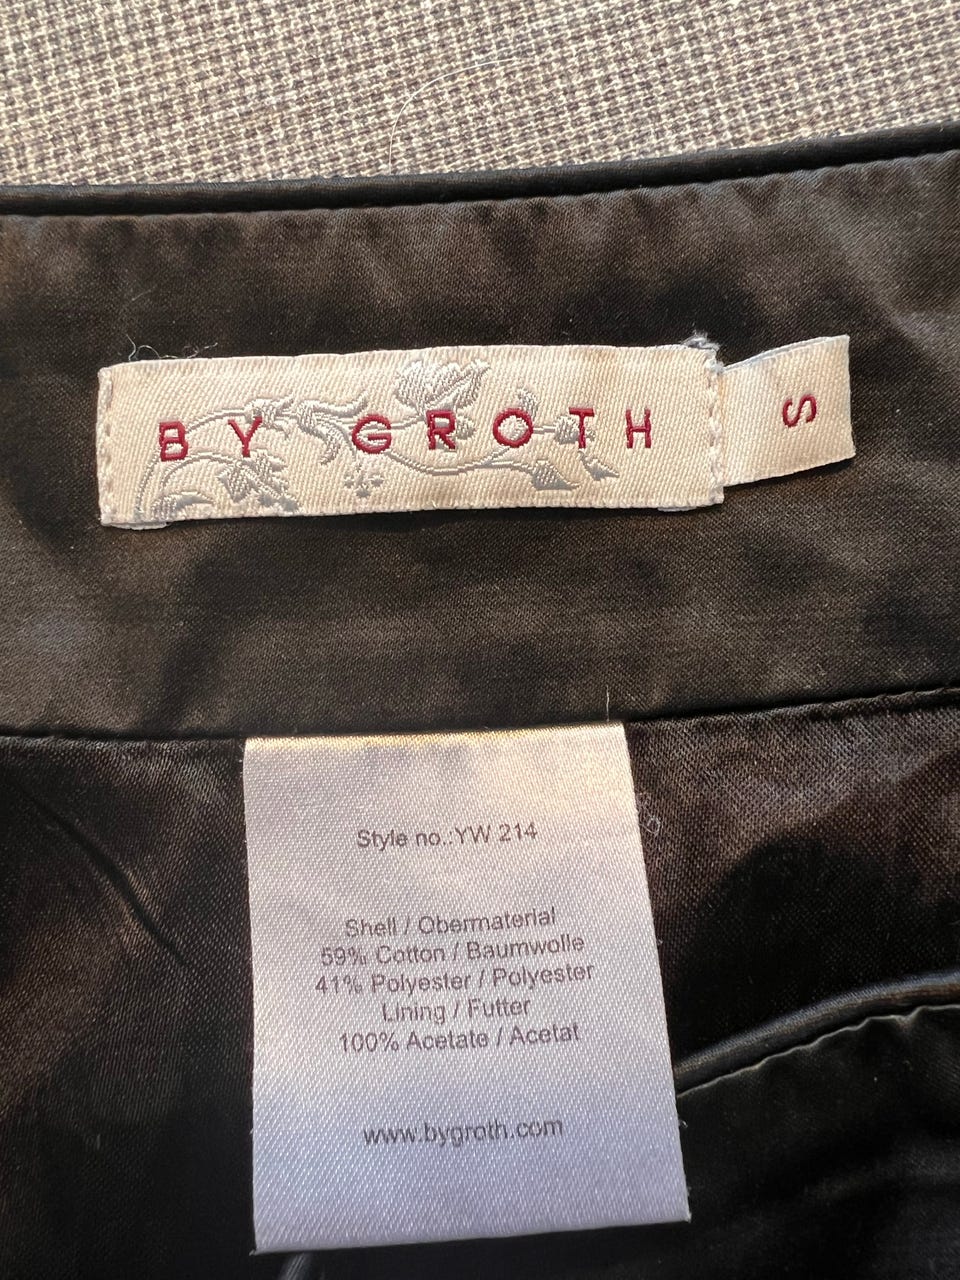 BY GROTH
S
Style no.:YW 214
Shell / Obermaterial
59% Cotton / Baumwolle
41% Polyester / Polyester
Lining / Futter
100% Acetate / Acetat
www.bygroth.com